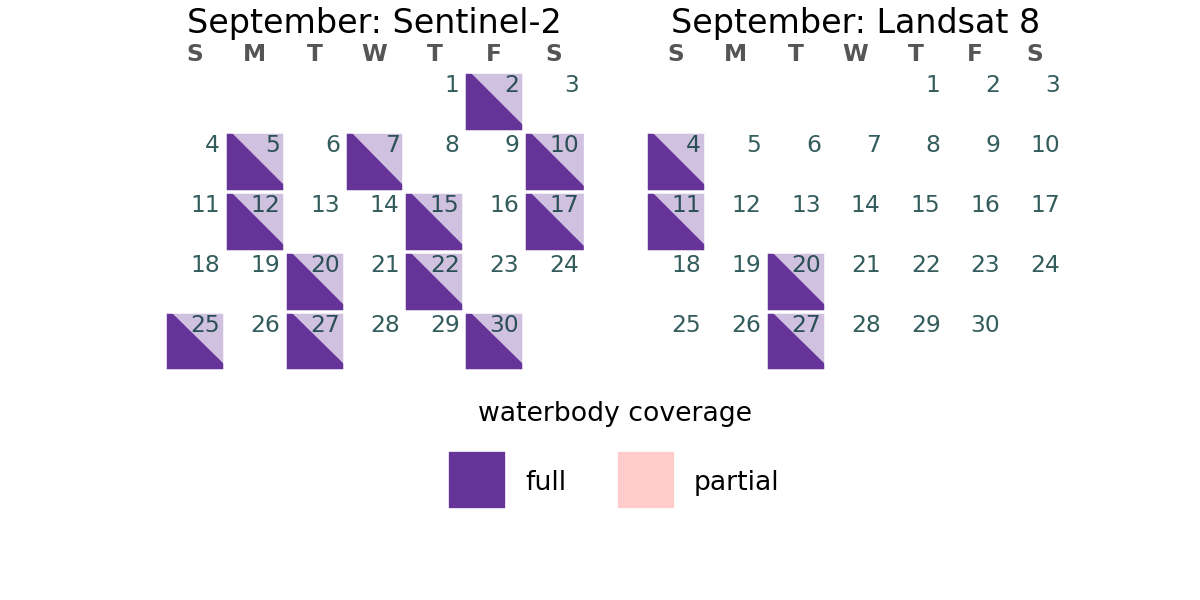 September: Sentinel-2
S M T W T F S
1 2 3
4 5 6 7 8 9 10
11 12 13 14 15 16 17
18 19 20 21 22 23 24
25 26 27 28 29 30
September: Landsat 8
S M T W T F S
1 2 3
4 5 6 7 8 9 10
11 12 13 14 15 16 17
18 19 20 21 22 23 24
25 26 27 28 29 30
waterbody coverage
full partial